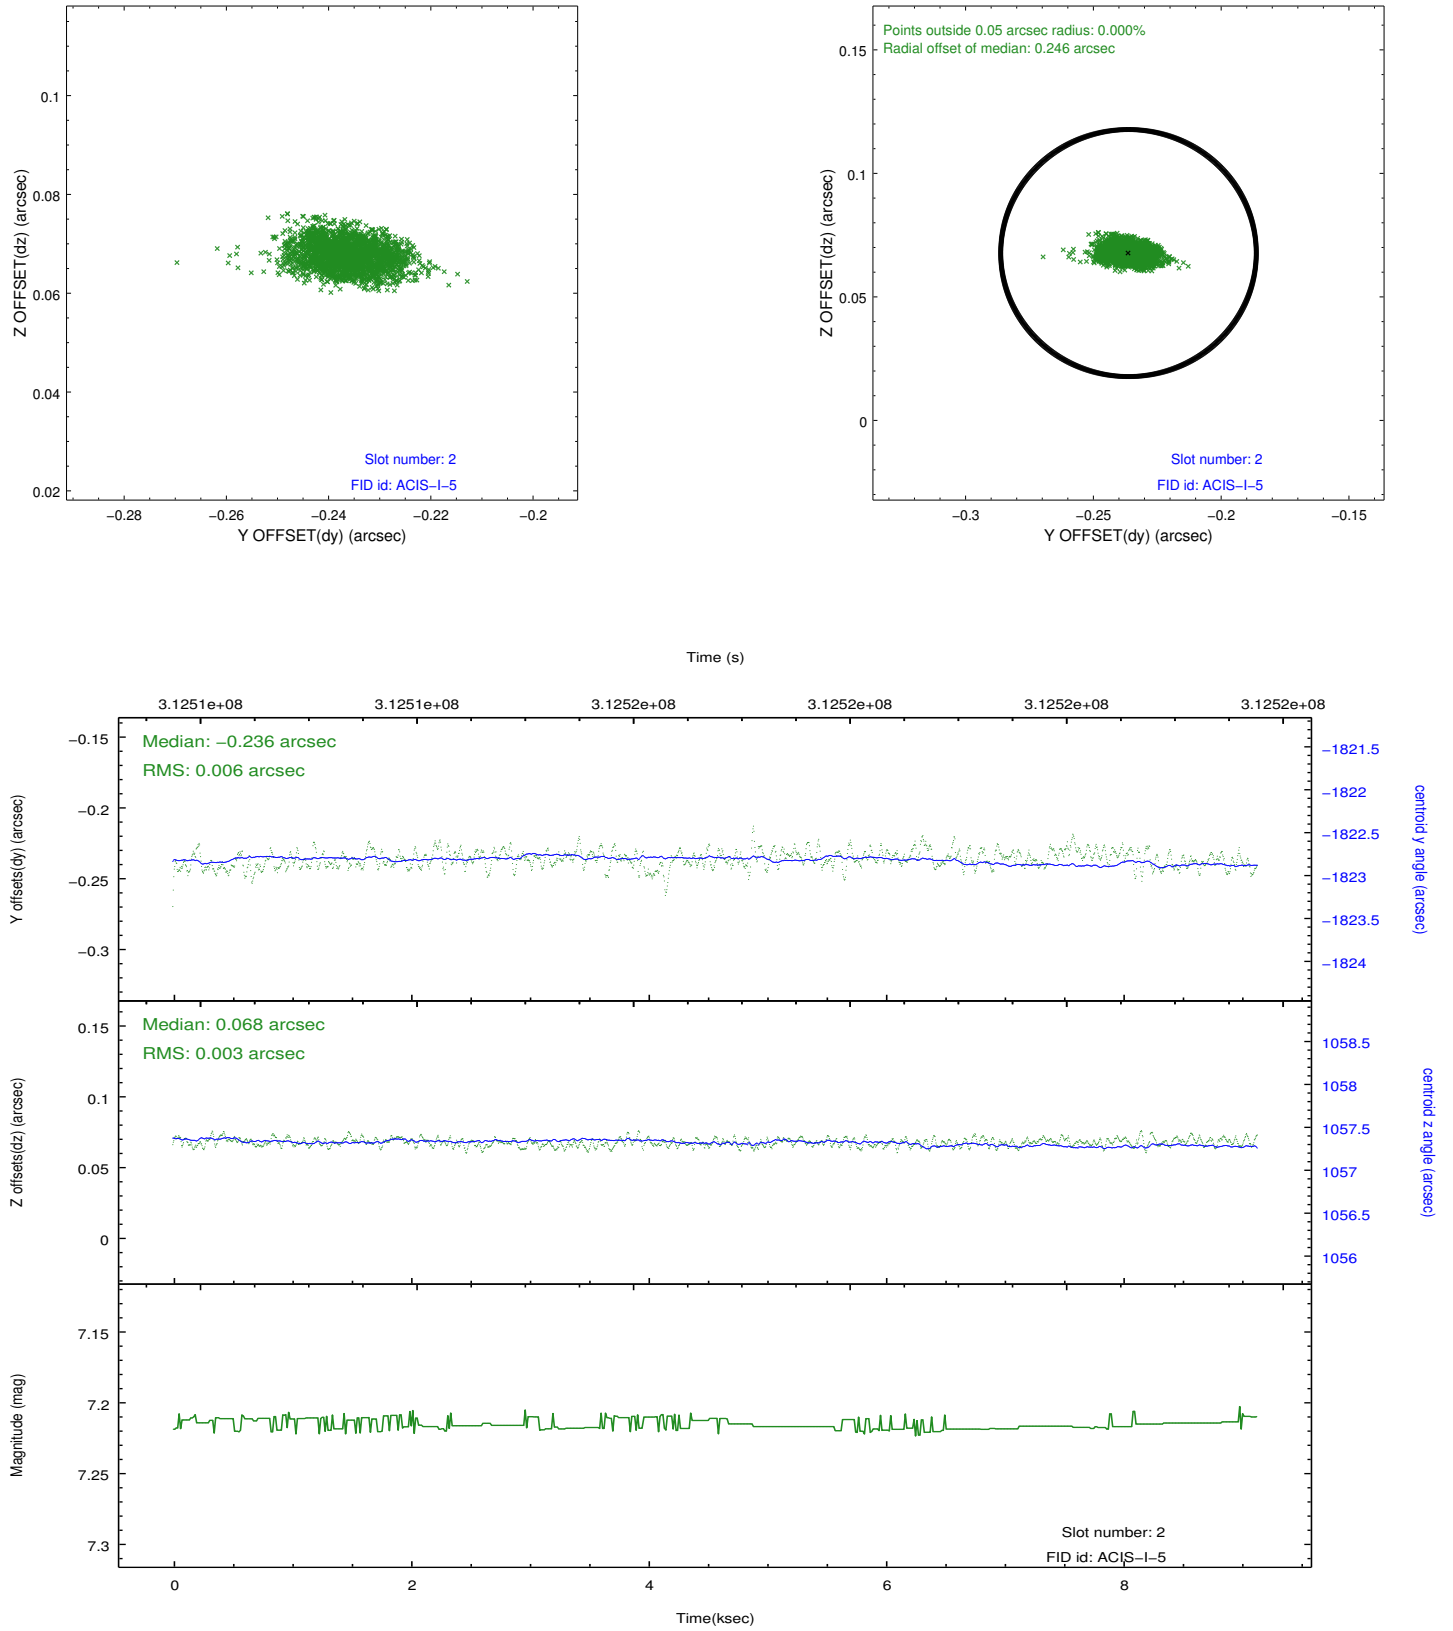 0.1
0.08
0.06
0.04
0.02
Z OFFSET(dz) (arcsec)
Slot number: 2
FID id: ACIS−I−5
−0.28 −0.26 −0.24 −0.22 −0.2
Y OFFSET(dy) (arcsec)
Points outside 0.05 arcsec radius: 0.000%
Radial offset of median: 0.246 arcsec
0.15
0.1
0.05
0
Z OFFSET(dz) (arcsec)
Slot number: 2
FID id: ACIS−I−5
−0.3 −0.25 −0.2 −0.15
Y OFFSET(dy) (arcsec)
Time (s)
3.1251e+08 3.1251e+08 3.1252e+08 3.1252e+08 3.1252e+08 3.1252e+08
Median: −0.236 arcsec
RMS: 0.006 arcsec
−0.15
−0.2
−0.25
−0.3
Y offsets(dy) (arcsec)
−1821.5
−1822
−1822.5
−1823
−1823.5
−1824
centroid y angle (arcsec)
Median: 0.068 arcsec
RMS: 0.003 arcsec
0.15
0.1
0.05
0
Z offsets(dz) (arcsec)
1058.5
1058
1057.5
1057
1056.5
1056
centroid z angle (arcsec)
7.15
7.2
7.25
7.3
Magnitude (mag)
Slot number: 2
FID id: ACIS−I−5
0 2 4 6 8
Time(ksec)